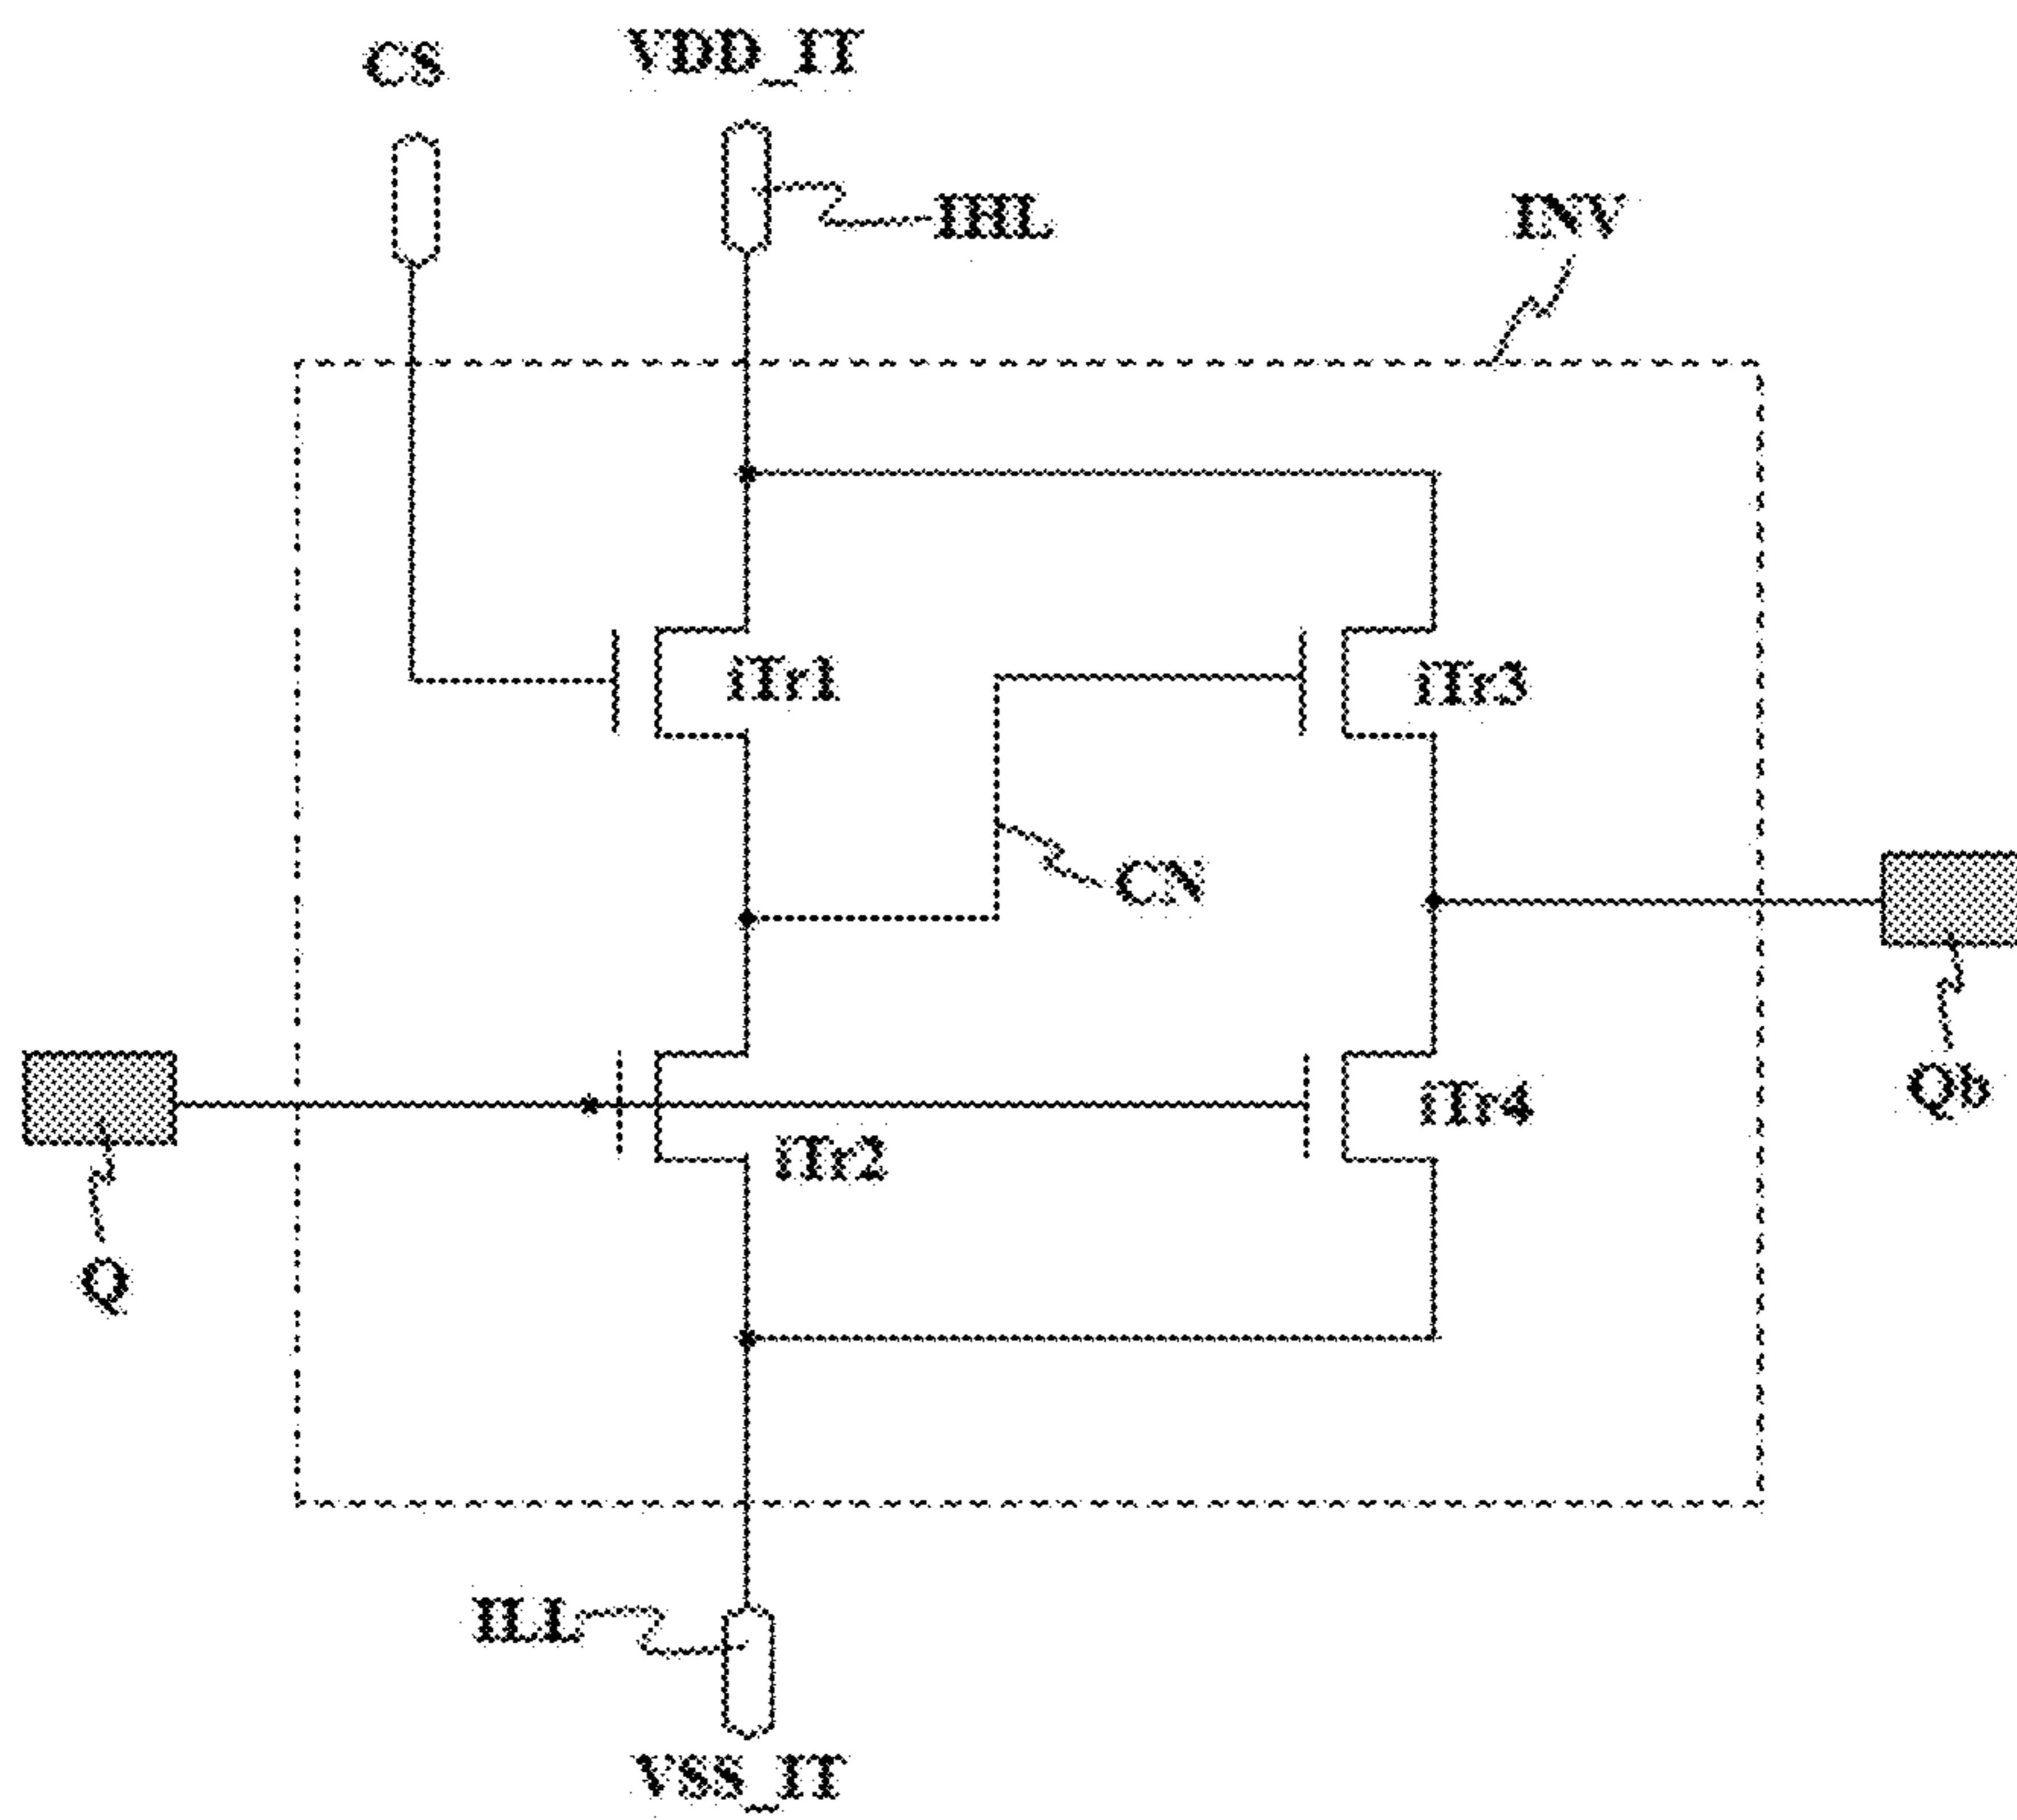 CS
VDD_IT
IHL
INV
iTr1
iTr3
CN
iTr4
Qb
iTr2
Q
ILL
VSS_IT